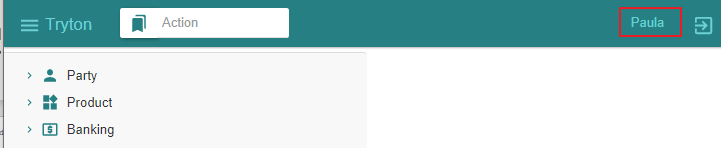 Tryton Action Paula
Party
Product
Banking